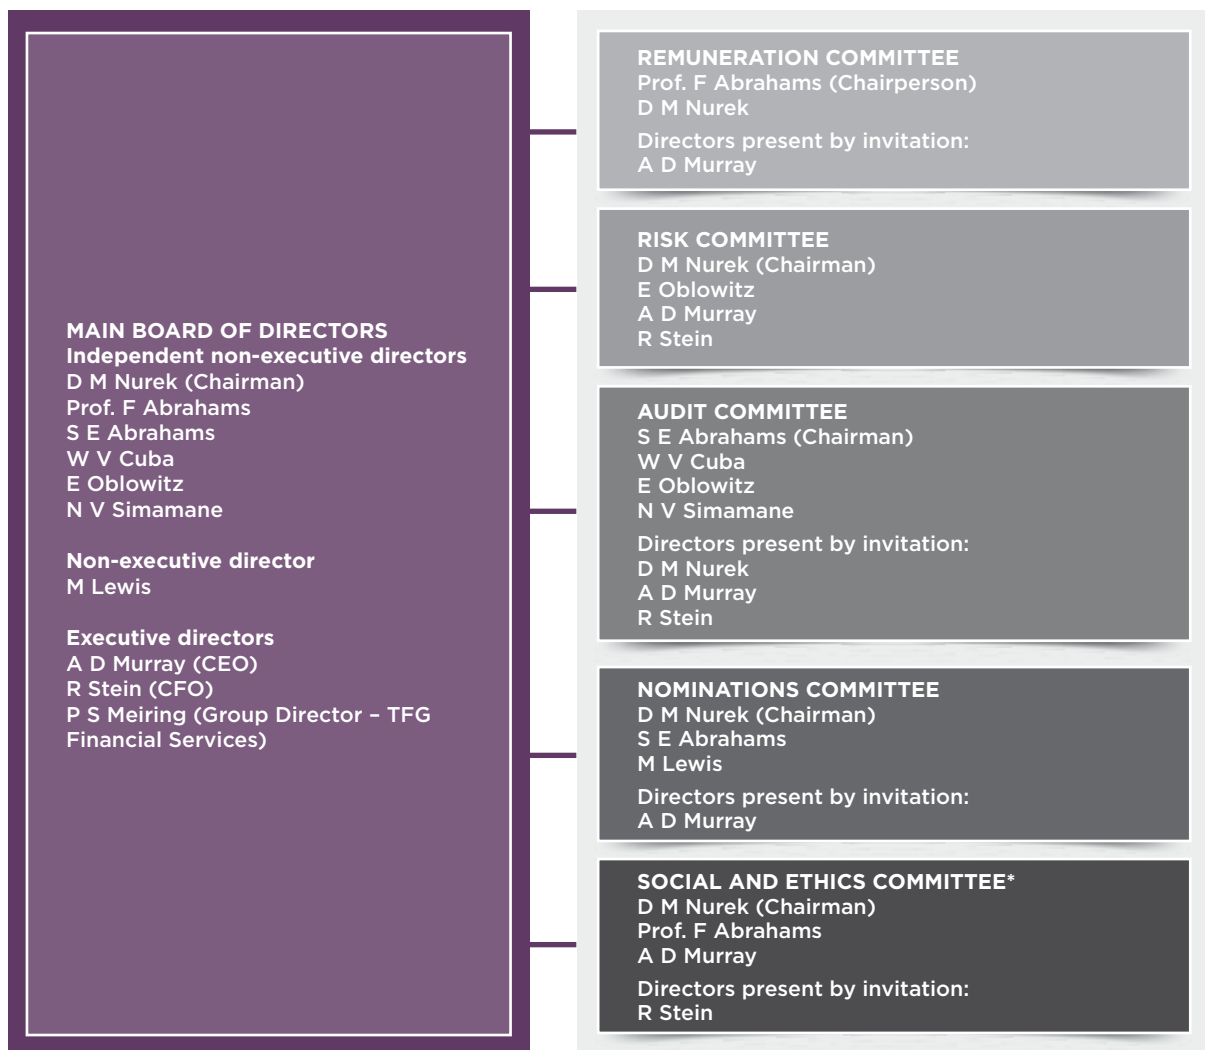 MAIN BOARD OF DIRECTORS
Independent non-executive directors
D M Nurek (Chairman)
Prof. F Abrahams
S E Abrahams
W V Cuba
E Oblowitz
N V Simamane
Non-executive director
M Lewis
Executive directors
A D Murray (CEO)
R Stein (CFO)
P S Meiring (Group Director – TFG
Financial Services)
REMUNERATION COMMITTEE
Prof. F Abrahams (Chairperson)
D M Nurek
Directors present by invitation:
A D Murray
RISK COMMITTEE
D M Nurek (Chairman)
E Oblowitz
A D Murray
R Stein
AUDIT COMMITTEE
S E Abrahams (Chairman)
W V Cuba
E Oblowitz
N V Simamane
Directors present by invitation:
D M Nurek
A D Murray
R Stein
NOMINATIONS COMMITTEE
D M Nurek (Chairman)
S E Abrahams
M Lewis
Directors present by invitation:
A D Murray
SOCIAL AND ETHICS COMMITTEE*
D M Nurek (Chairman)
Prof. F Abrahams
A D Murray
Directors present by invitation:
R Stein